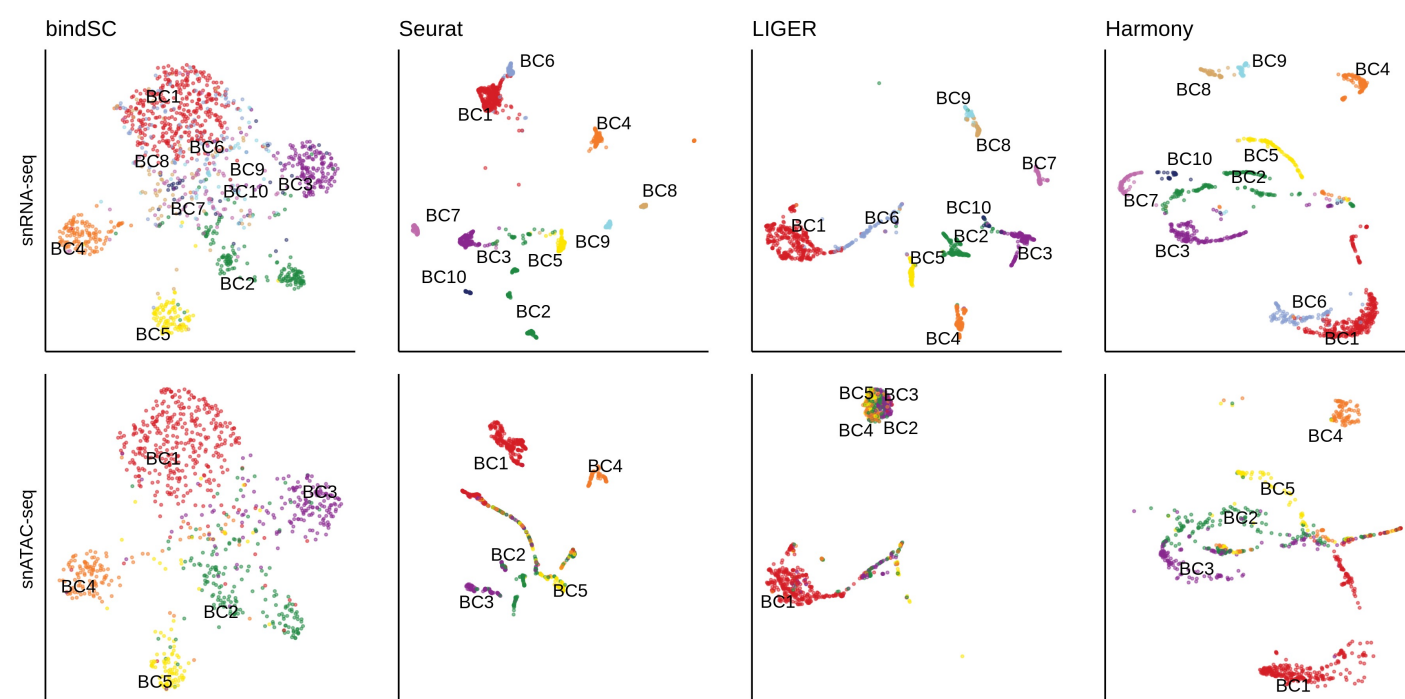 bindSC
Seurat
LIGER
Harmony
snRNA-seq
BC1
BC6
BC8
BC9
BC3
BC10
BC7
BC4
BC2
BC5
BC6
BC1
BC4
BC8
BC7
BC3
BC5
BC9
BC10
BC2
BC9
BC8
BC7
BC1
BC6
BC10
BC2
BC3
BC5
BC4
BC9
BC8
BC4
BC10
BC5
BC2
BC7
BC3
BC6
BC1
snATAC-seq
BC1
BC3
BC4
BC2
BC5
BC1
BC4
BC2
BC3
BC5
BC5
BC3
BC4
BC2
BC1
BC4
BC5
BC2
BC3
BC1